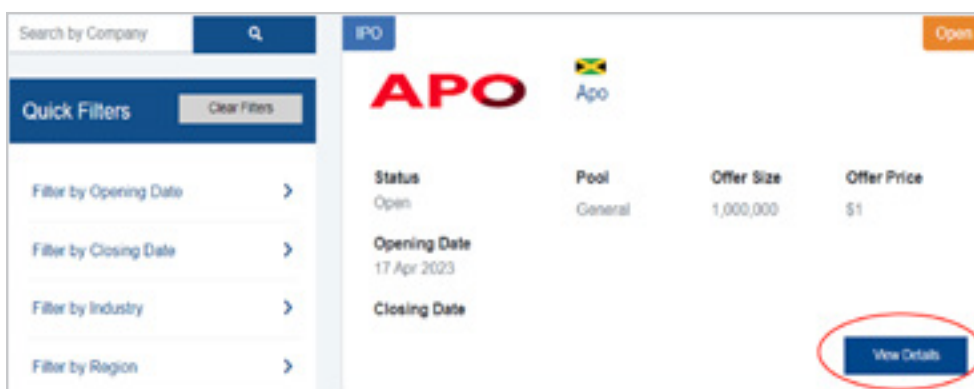 Search by Company
Quick Filters
Clear Filters
Filter by Opening Date
Filter by Closing Date
Filter by Industry
Filter by Region
IPO
Open
APO
Apo
Status
Pool
Offer Size
Offer Price
Open
General
1,000,000
$1
Opening Date
17 Apr 2023
Closing Date
View Details